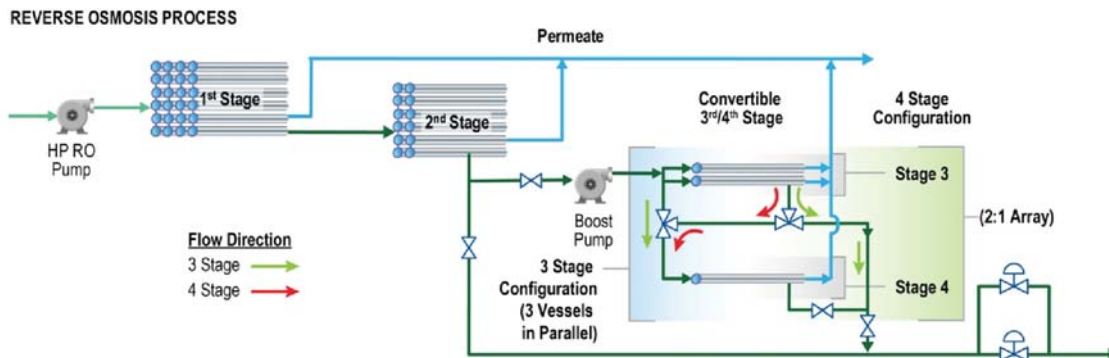 REVERSE OSMOSIS PROCESS
Permeate
1st Stage
2nd Stage
HP RO
Pump
Convertible
3rd/4th Stage
4 Stage
Configuration
Stage 3
(2:1 Array)
Boost
Pump
Flow Direction
3 Stage
4 Stage
3 Stage
Configuration
(3 Vessels
in Parallel)
Stage 4